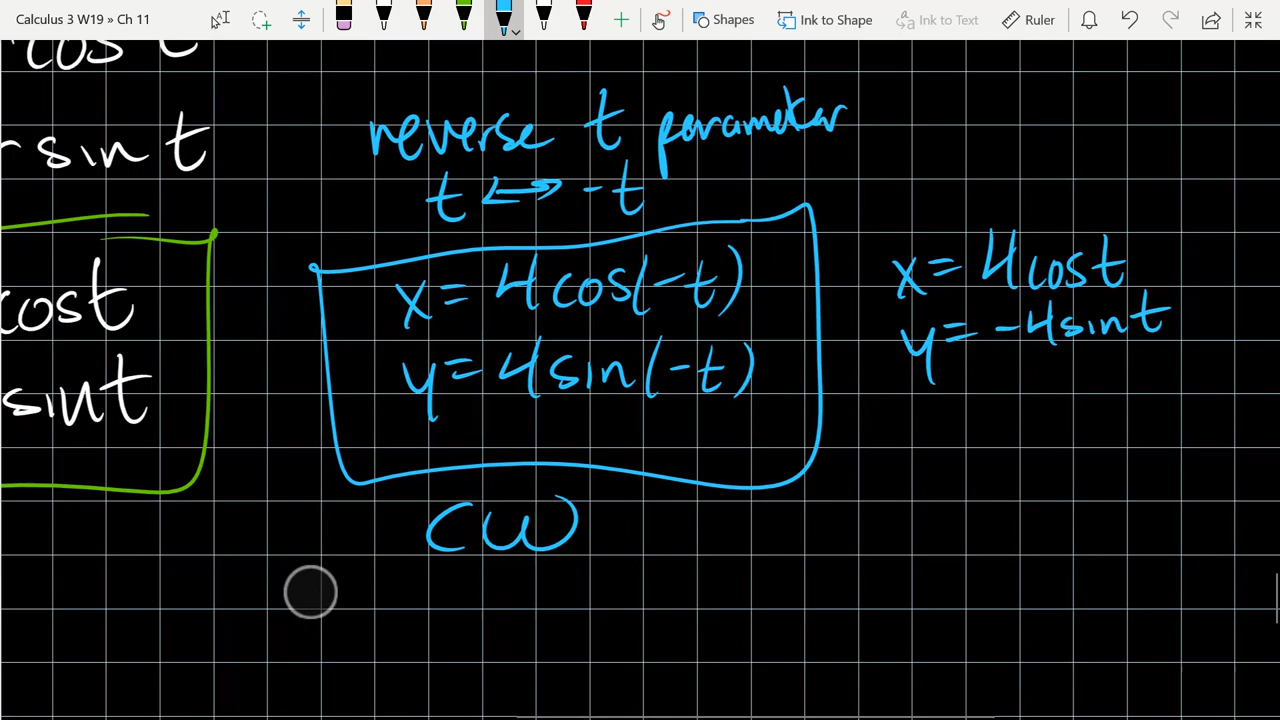 Calculus 3 W19 » Ch 11
Shapes
Ink to Shape
Ink to Text
Ruler
cos t
r sin t
cost
sint
reverse t parameter
t ↔ -t
x = 4cos(-t)
y = 4sin(-t)
CW
x = 4cost
y = -4sint